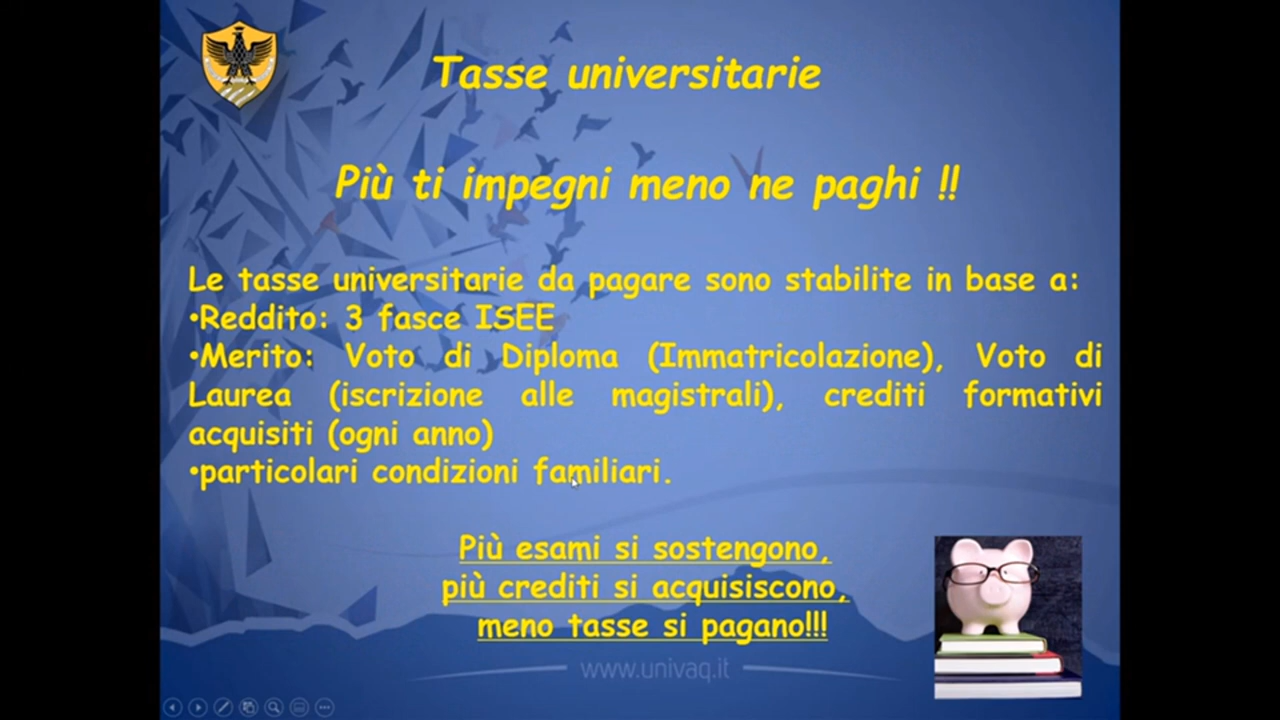 Tasse universitarie
Più ti impegni meno ne paghi !!
Le tasse universitarie da pagare sono stabilite in base a:
•Reddito: 3 fasce ISEE
•Merito: Voto di Diploma (Immatricolazione), Voto di
Laurea (iscrizione alle magistrali), crediti formativi
acquisiti (ogni anno)
•particolari condizioni familiari.
Più esami si sostengono,
più crediti si acquisiscono,
meno tasse si pagano!!!
www.univaq.it